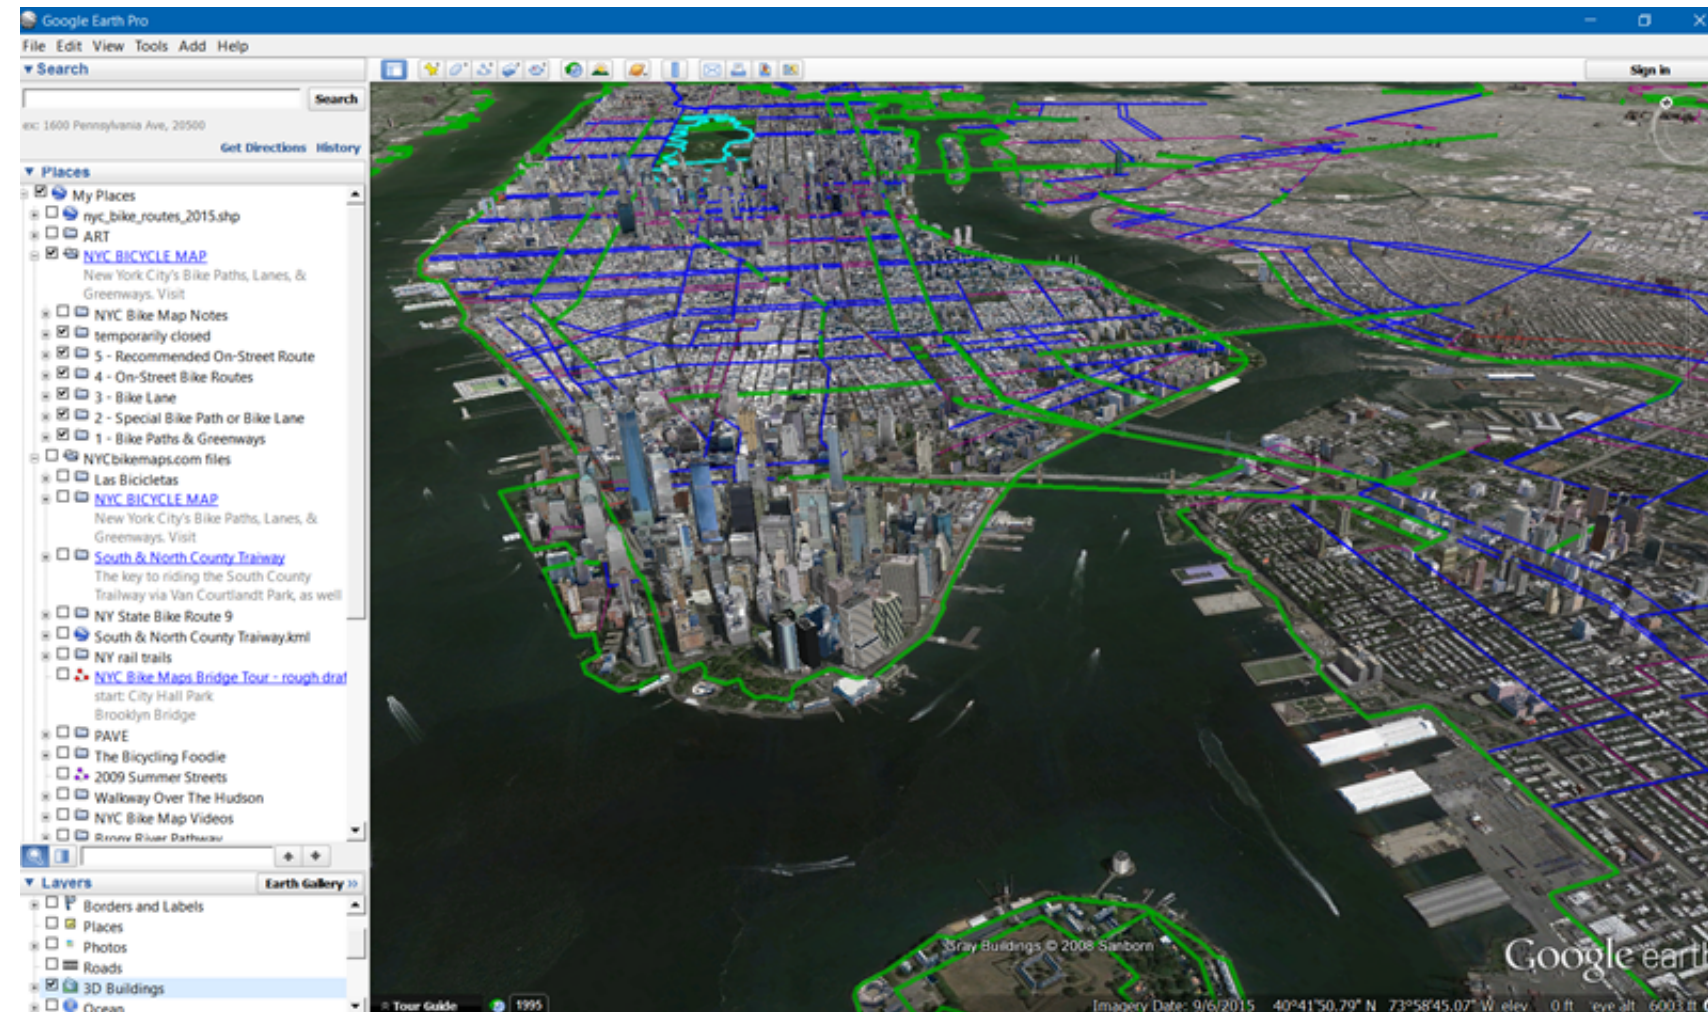 Google Earth Pro
File Edit View Tools Add Help
Search
Sign in
Search
ex: 1600 Pennsylvania Ave, 20500
Get Directions History
Places
My Places
nyc_bike_routes_2015.shp
ART
NYC BICYCLE MAP
New York City's Bike Paths, Lanes, &
Greenways. Visit
NYC Bike Map Notes
temporarily closed
5 - Recommended On-Street Route
4 - On-Street Bike Routes
3 - Bike Lane
2 - Special Bike Path or Bike Lane
1 - Bike Paths & Greenways
NYCbikemaps.com files
Las Bicicletas
NYC BICYCLE MAP
New York City's Bike Paths, Lanes, &
Greenways. Visit
South & North County Traiway
The key to riding the South County
Trailway via Van Courtlandt Park, as well
NY State Bike Route 9
South & North County Traiway.kml
NY rail trails
NYC Bike Maps Bridge Tour - rough draf
start: City Hall Park
Brooklyn Bridge
PAVE
The Bicycling Foodie
2009 Summer Streets
Walkway Over The Hudson
NYC Bike Map Videos
Bronx River Pathway
Layers
Earth Gallery »
Borders and Labels
Places
Photos
Roads
3D Buildings
Ocean
Gray Buildings © 2008 Sanborn
Google earth
Tour Guide
1995
Imagery Date: 9/6/2015 40°41'50.79" N 73°58'45.07" W elev 0 ft eye alt 6003 ft